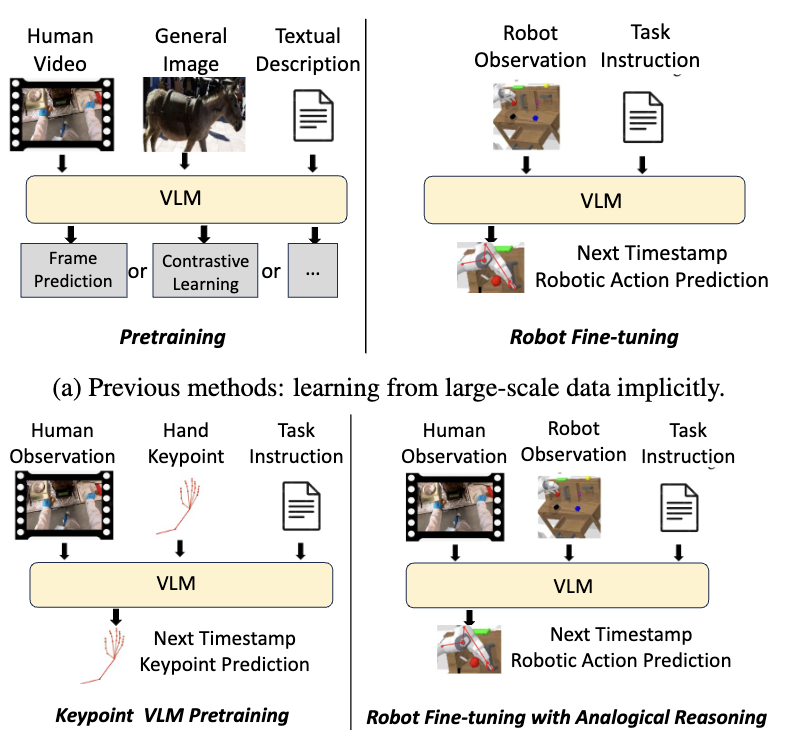 Human
Video
General
Image
Textual
Description
VLM
Frame
Prediction
or
Contrastive
Learning
or
...
Pretraining
Robot
Observation
Task
Instruction
VLM
Next Timestamp
Robotic Action Prediction
Robot Fine-tuning
(a) Previous methods: learning from large-scale data implicitly.
Human
Observation
Hand
Keypoint
Task
Instruction
VLM
Next Timestamp
Keypoint Prediction
Keypoint VLM Pretraining
Human
Observation
Robot
Observation
Task
Instruction
VLM
Next Timestamp
Robotic Action Prediction
Robot Fine-tuning with Analogical Reasoning